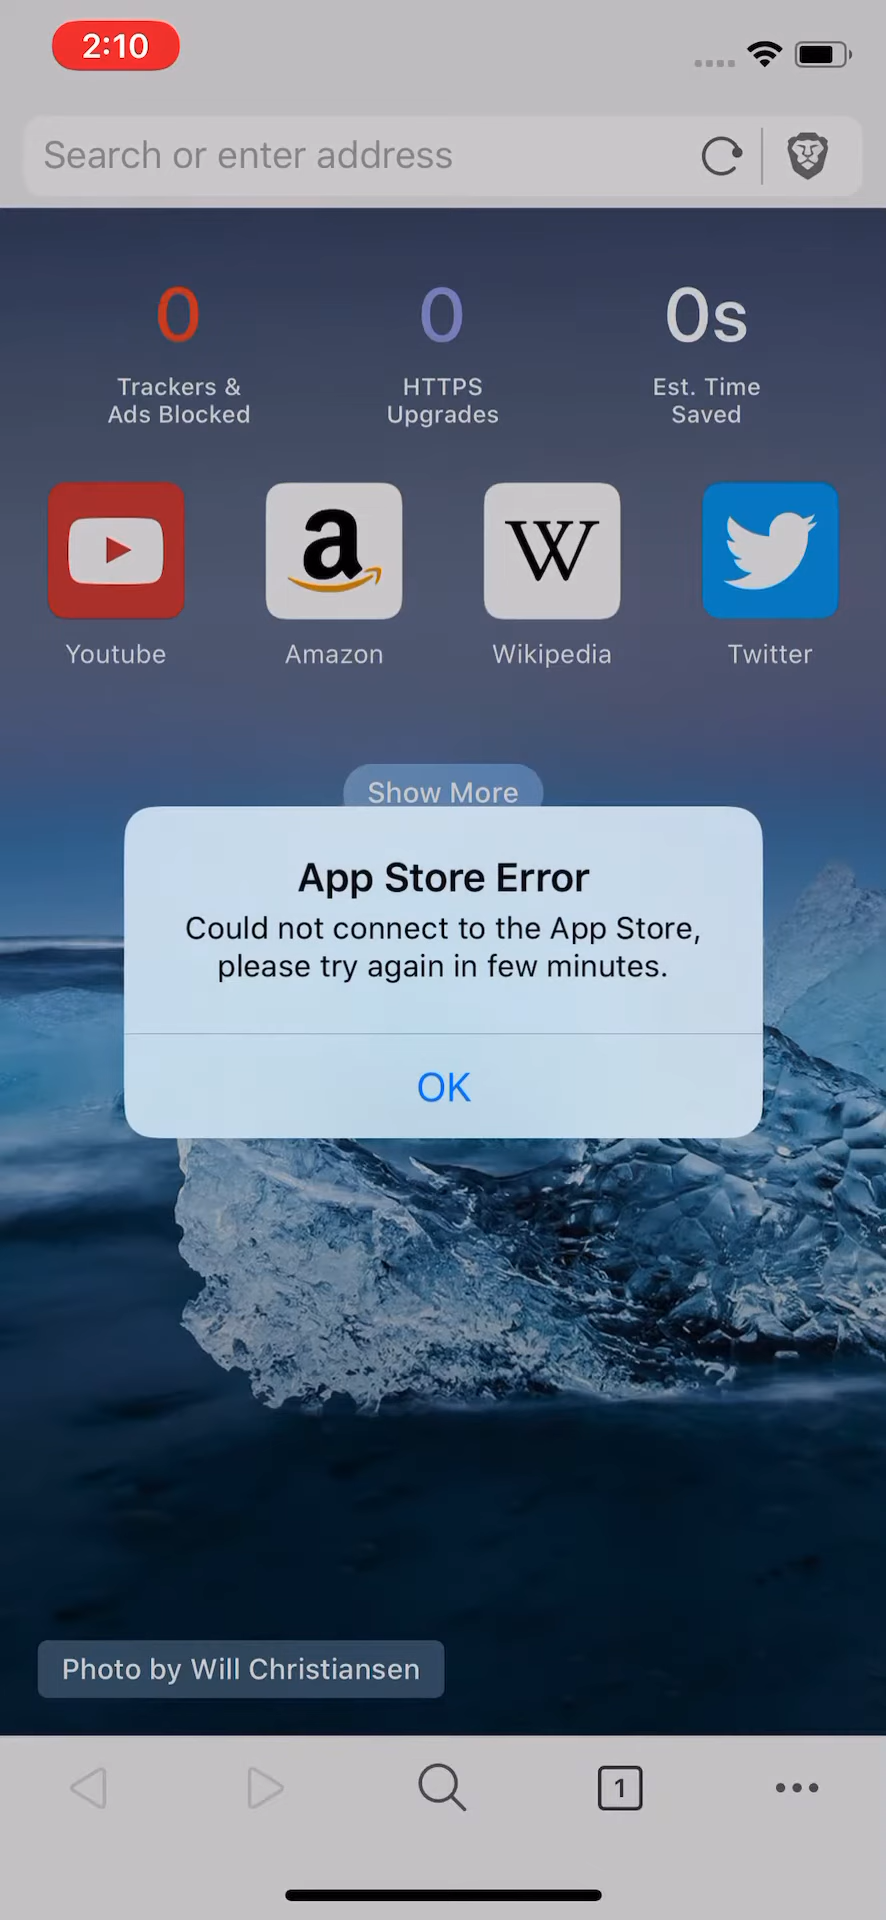 2:10
Search or enter address
0
0
0s
Trackers &
Ads Blocked
HTTPS
Upgrades
Est. Time
Saved
a
W
Youtube
Amazon
Wikipedia
Twitter
Show More
App Store Error
Could not connect to the App Store,
please try again in few minutes.
OK
Photo by Will Christiansen
1